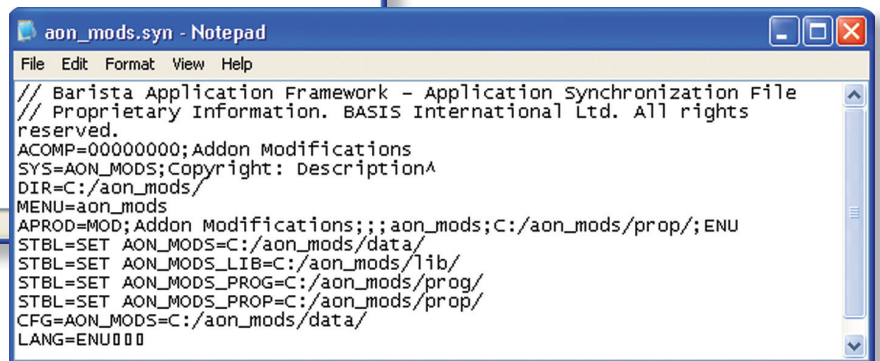 aon_mods.syn - Notepad
File Edit Format View Help
// Barista Application Framework – Application Synchronization File
// Proprietary Information. BASIS International Ltd. All rights
reserved.
ACOMP=00000000;Addon Modifications
SYS=AON_MODS;Copyright: Description^
DIR=C:/aon_mods/
MENU=aon_mods
APROD=MOD;Addon Modifications;;;aon_mods;C:/aon_mods/prop/;ENU
STBL=SET AON_MODS=C:/aon_mods/data/
STBL=SET AON_MODS_LIB=C:/aon_mods/lib/
STBL=SET AON_MODS_PROG=C:/aon_mods/prog/
STBL=SET AON_MODS_PROP=C:/aon_mods/prop/
CFG=AON_MODS=C:/aon_mods/data/
LANG=ENU▯▯▯